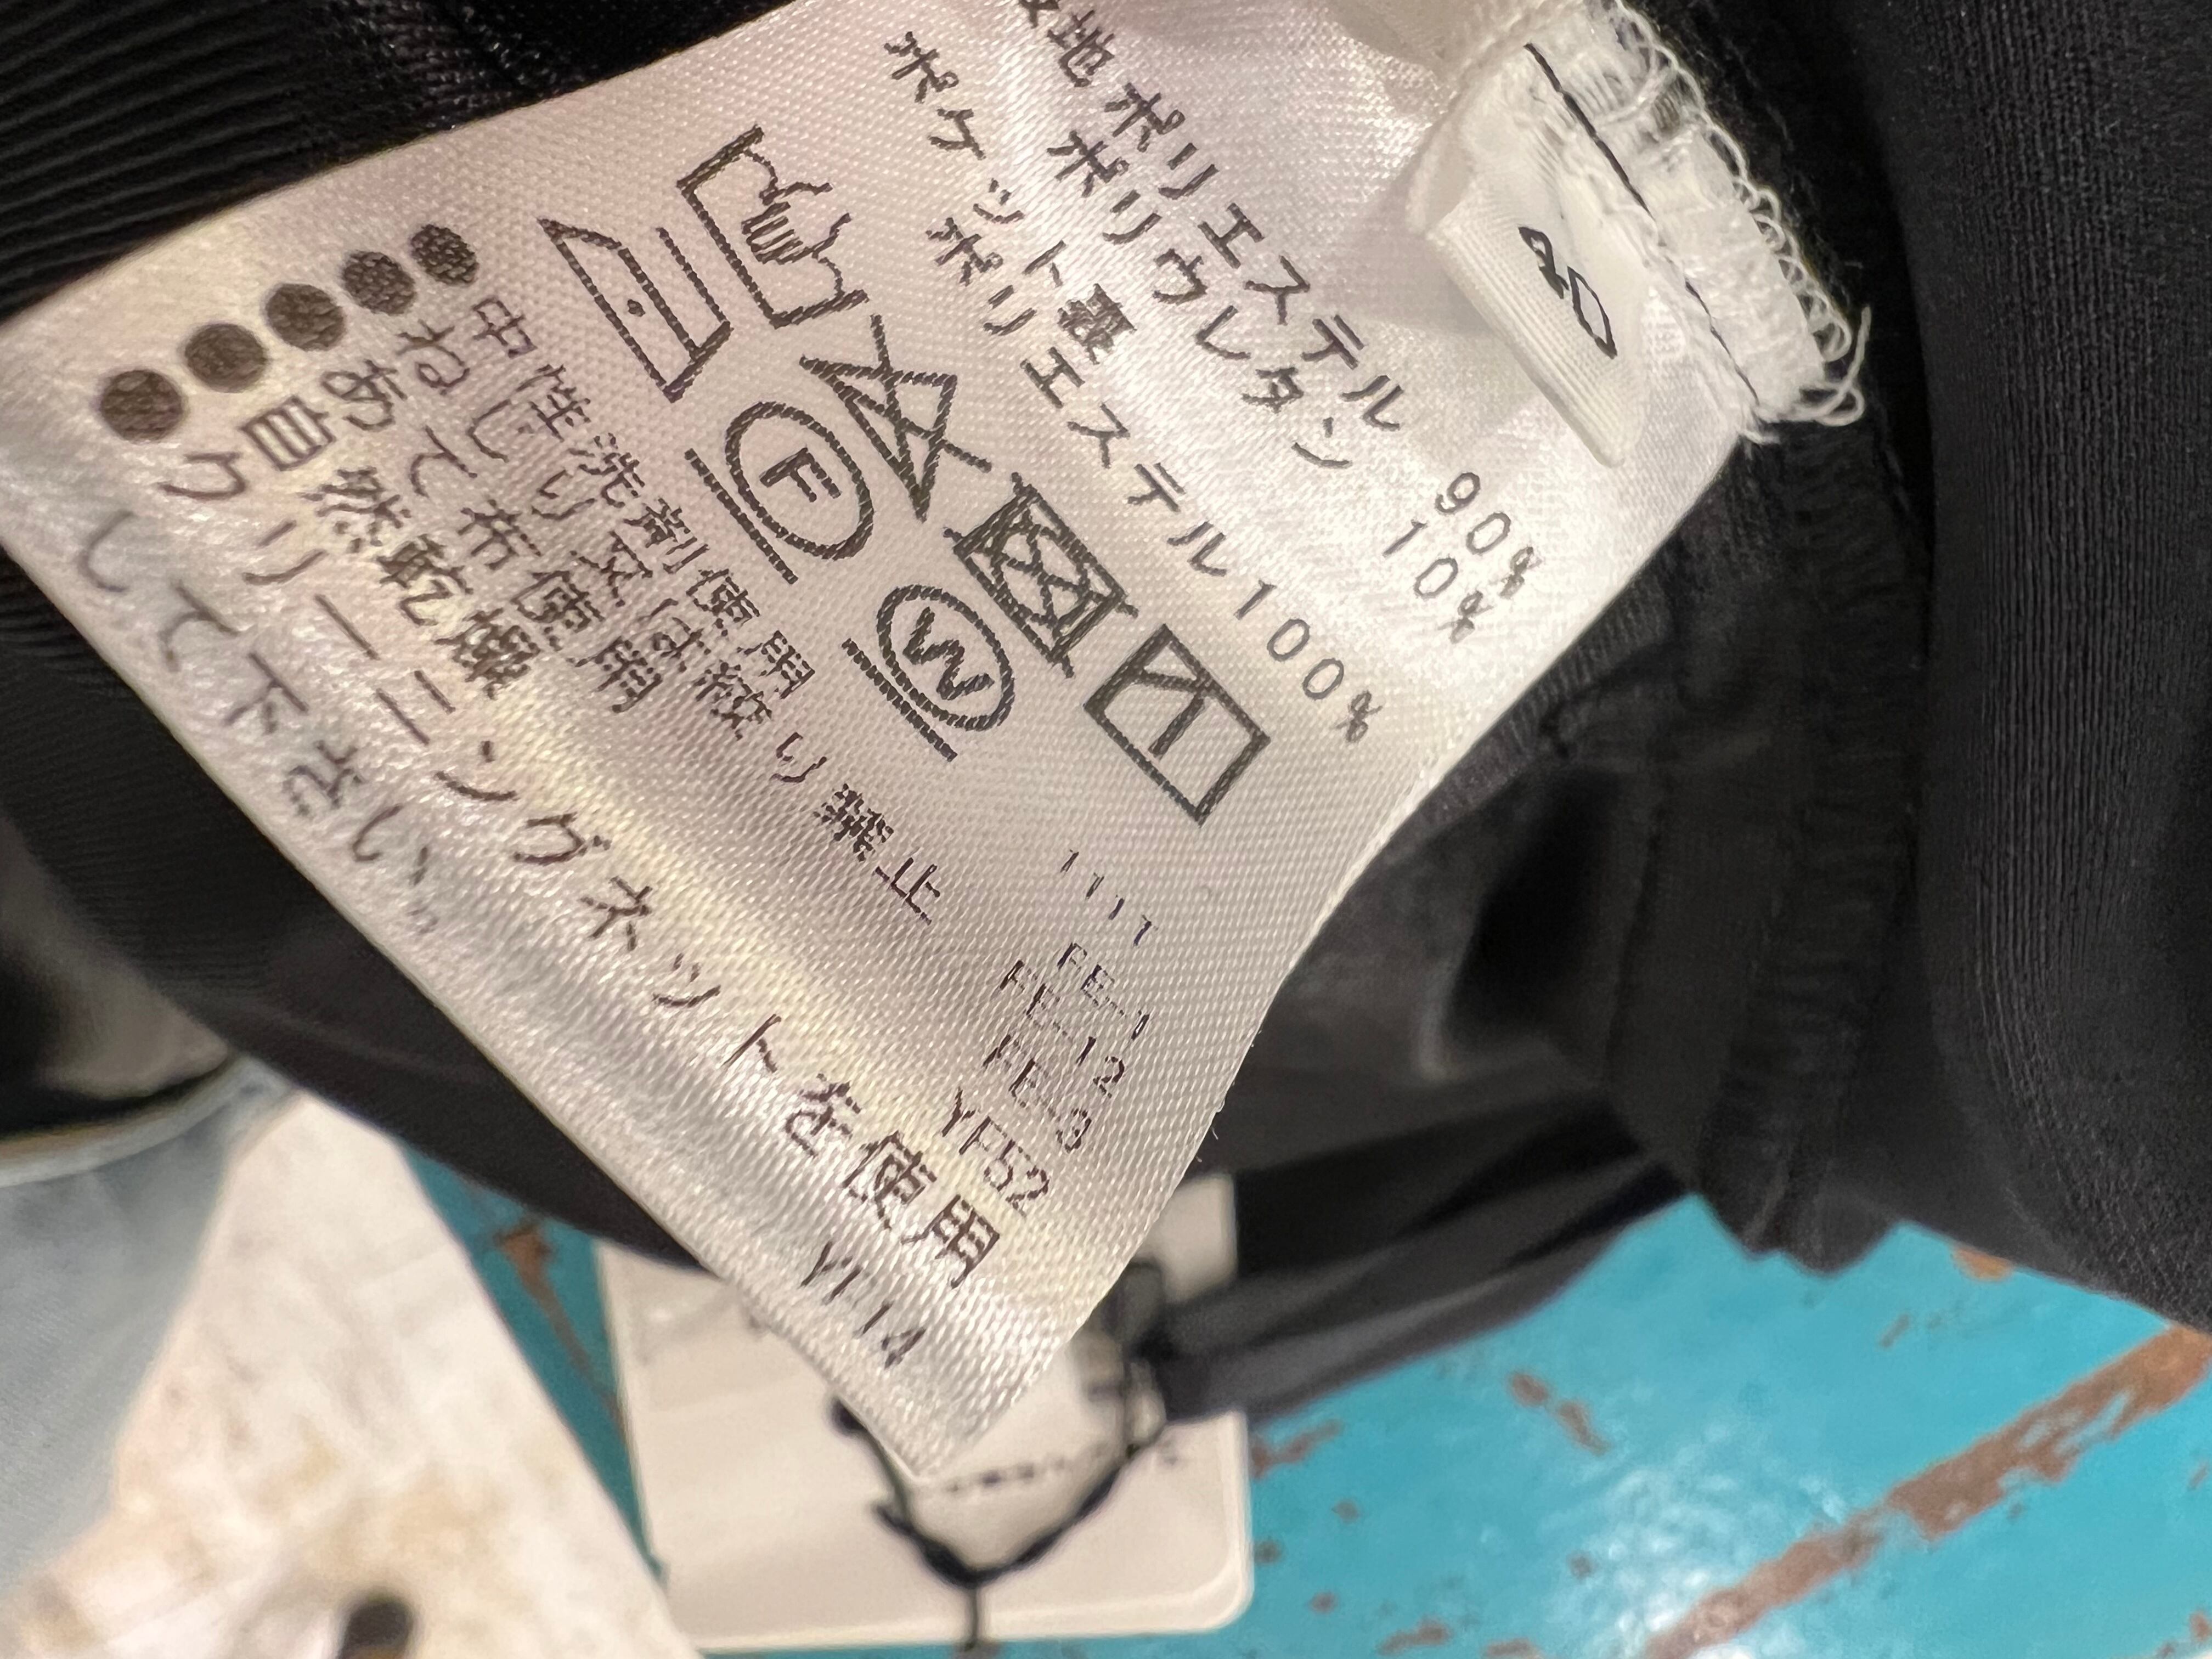 地 ポリエステル 90%
ポリウレタン 10%
ポケット裏
ポリエステル100%
40
F
W
1111
FE-1
FE-12
FE-3
YF52
Y114
●中性洗剤使用
●ねじり又は絞り禁止
●あて布使用
●自然乾燥
●クリーニングネットを使用
して下さい。